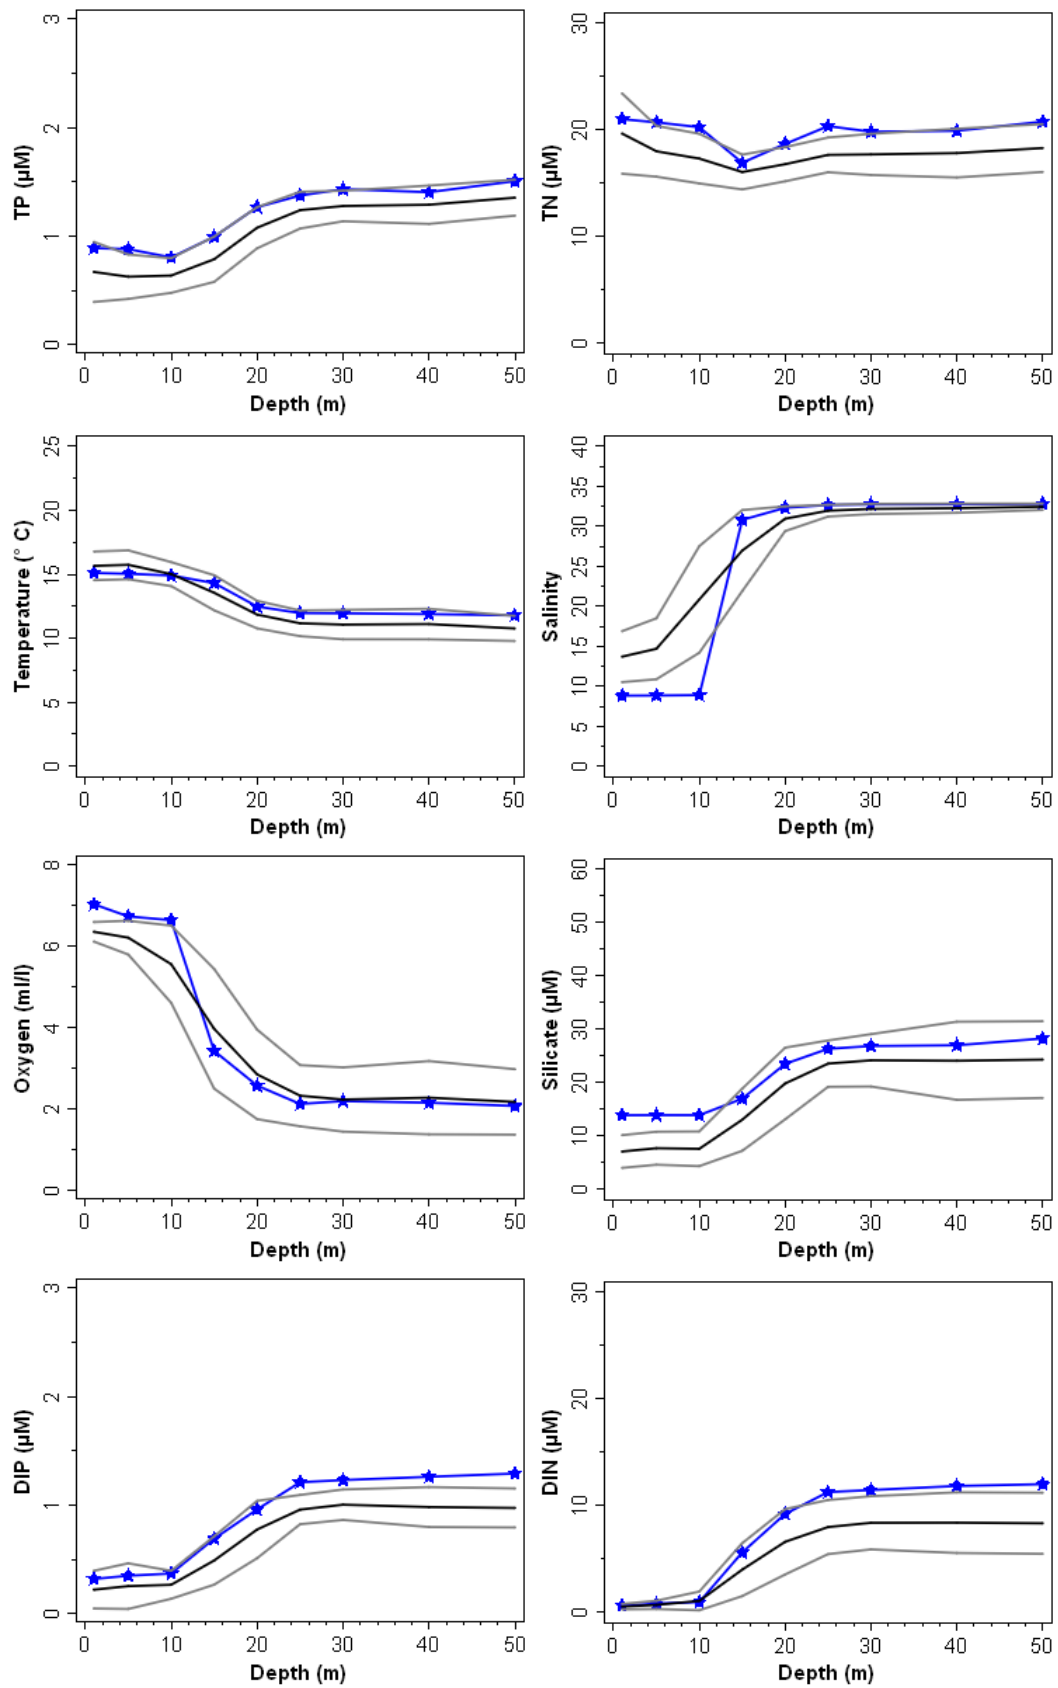 TP (µM)
3
2
1
0
0 10 20 30 40 50
Depth (m)
TN (µM)
30
20
10
0
0 10 20 30 40 50
Depth (m)
Temperature (° C)
25
20
15
10
5
0
0 10 20 30 40 50
Depth (m)
Salinity
40
35
30
25
20
15
10
5
0
0 10 20 30 40 50
Depth (m)
Oxygen (ml/l)
8
6
4
2
0
0 10 20 30 40 50
Depth (m)
Silicate (µM)
60
50
40
30
20
10
0
0 10 20 30 40 50
Depth (m)
DIP (µM)
3
2
1
0
0 10 20 30 40 50
Depth (m)
DIN (µM)
30
20
10
0
0 10 20 30 40 50
Depth (m)